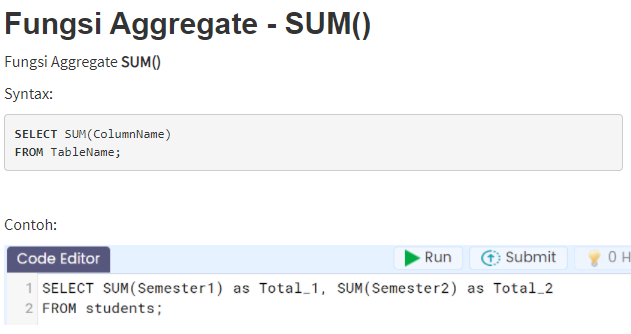 Fungsi Aggregate - SUM()
Fungsi Aggregate SUM()
Syntax:
SELECT SUM(ColumnName)
FROM TableName;
Contoh:
Code Editor Run Submit 0 H
1 SELECT SUM(Semester1) as Total_1, SUM(Semester2) as Total_2
2 FROM students;